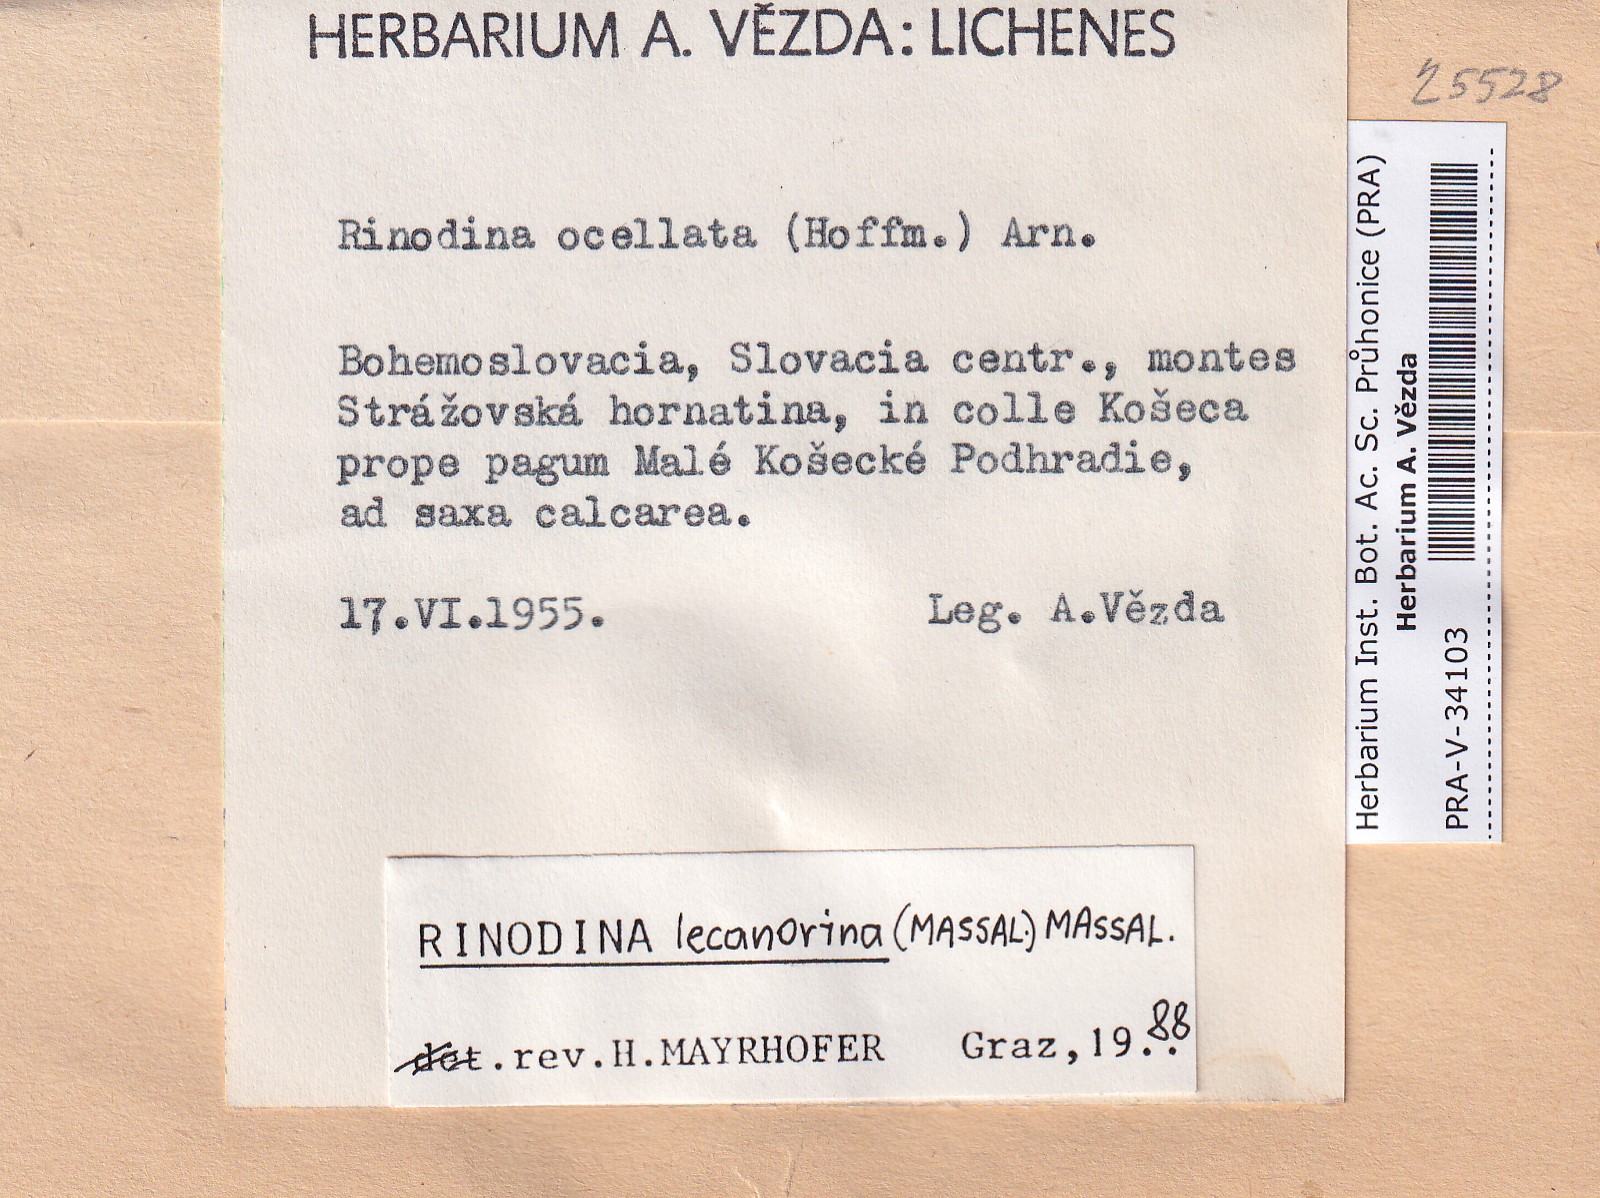 HERBARIUM A. VĚZDA: LICHENES
25528
Rinodina ocellata (Hoffm.) Arn.
Bohemoslovacia, Slovacia centr., montes
Strážovská hornatina, in colle Košeca
prope pagum Malé Košecké Podhradie,
ad saxa calcarea.
17.VI.1955. Leg. A.Vězda
RINODINA lecanorina (MASSAL.) MASSAL.
det.rev.H.MAYRHOFER Graz,19..88
Herbarium Inst. Bot. Ac. Sc. Průhonice (PRA)
Herbarium A. Vězda
PRA-V-34103